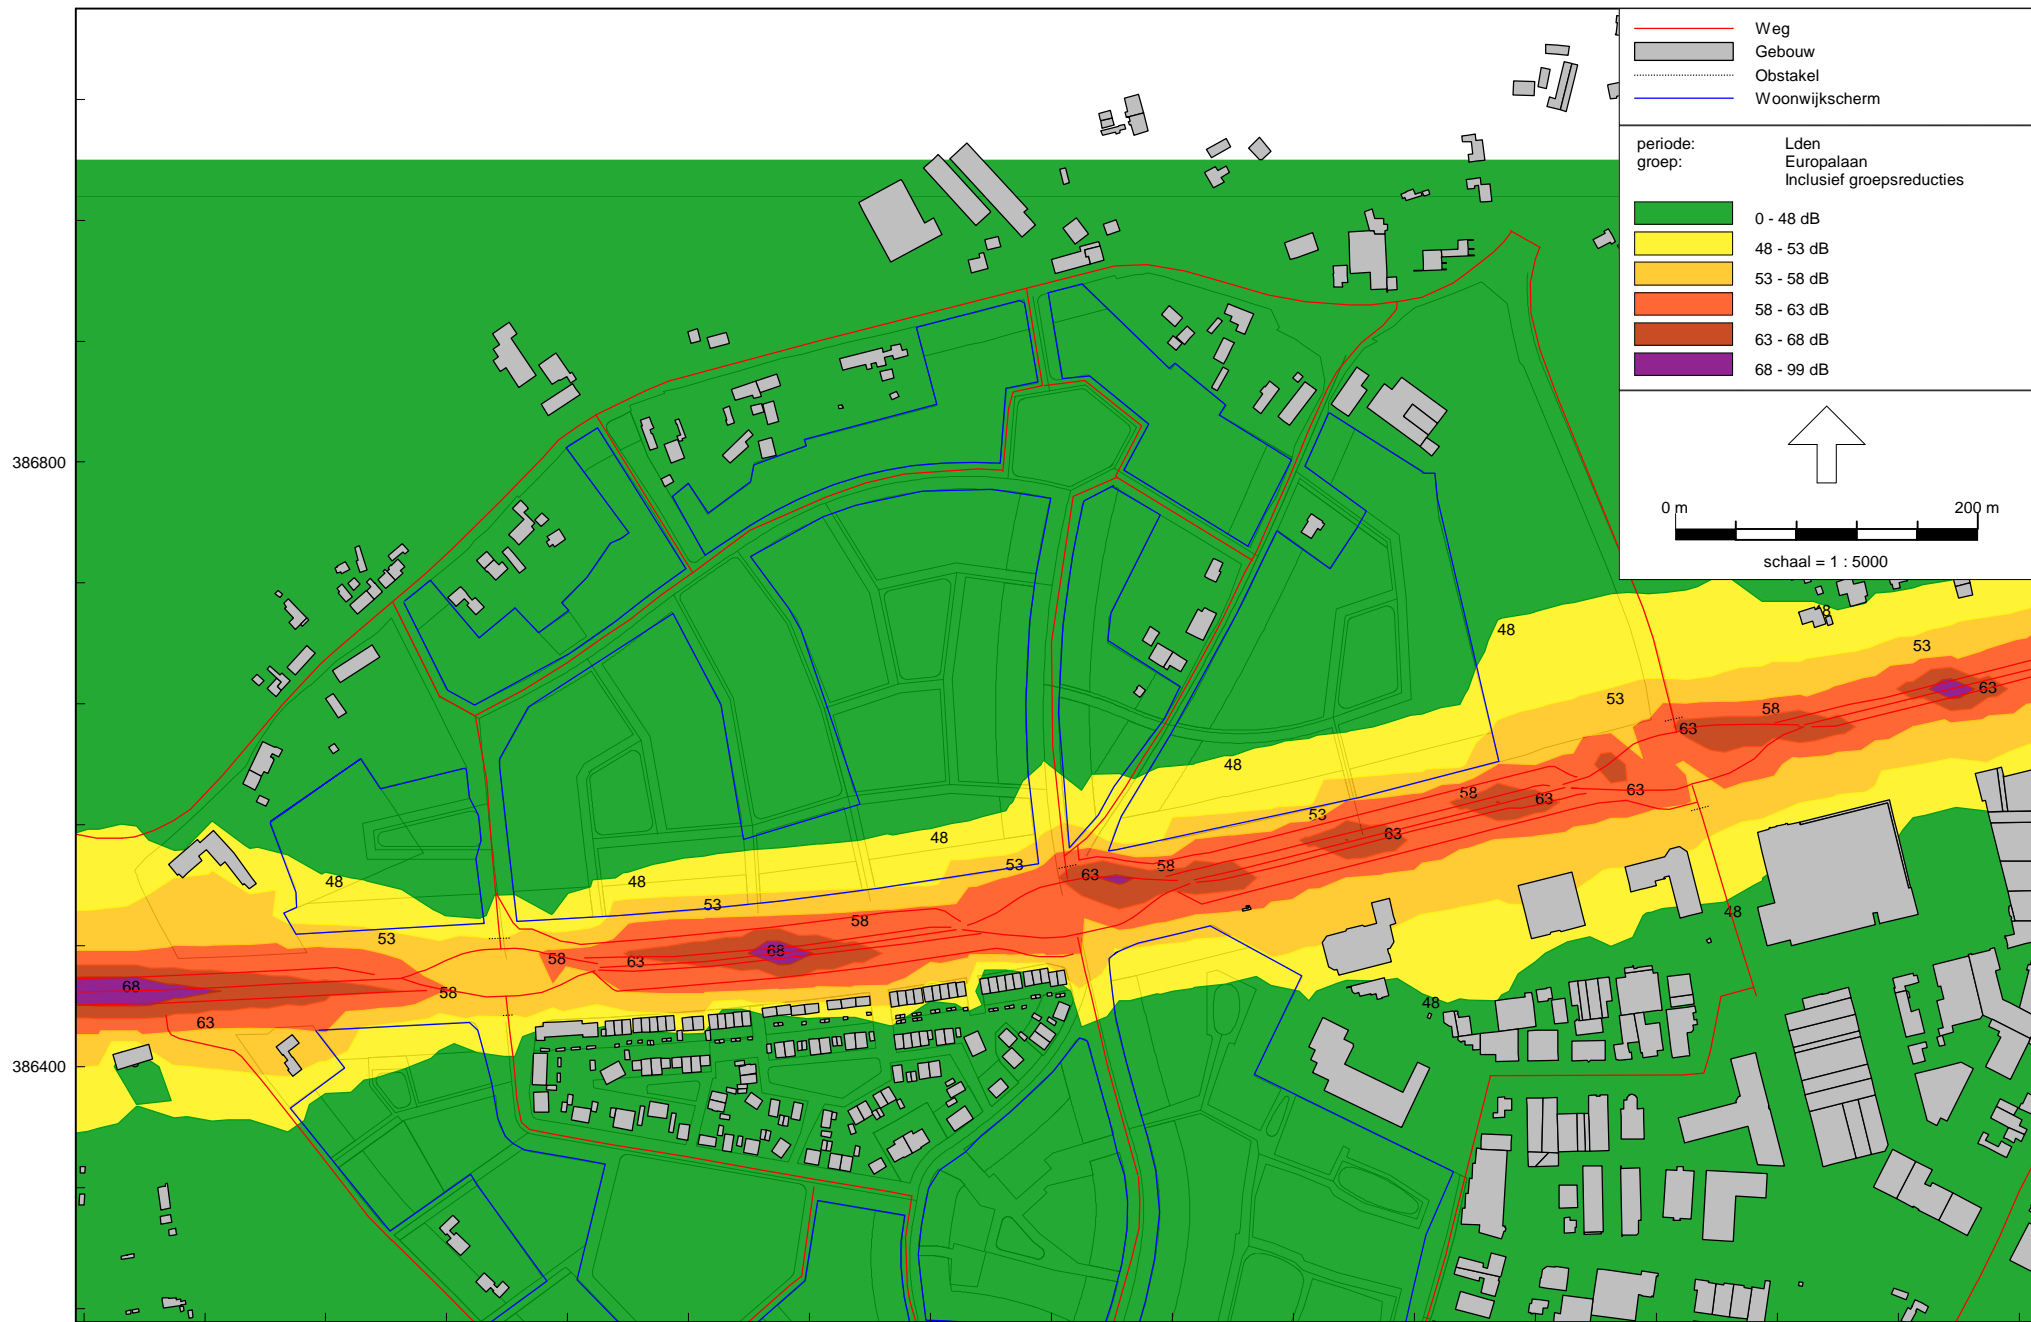 Weg
Gebouw
Obstakel
Woonwijkscherm
periode: Lden
groep: Europalaan
Inclusief groepsreducties
0 - 48 dB
48 - 53 dB
53 - 58 dB
58 - 63 dB
63 - 68 dB
68 - 99 dB
0 m 200 m
schaal = 1 : 5000
386800
48
48
53
53
63
53
58
63
48
58
63
63
53
63
48
58
53
58
63
48
48
48
53
58
53
68
58
63
68
58
63
48
48
386400